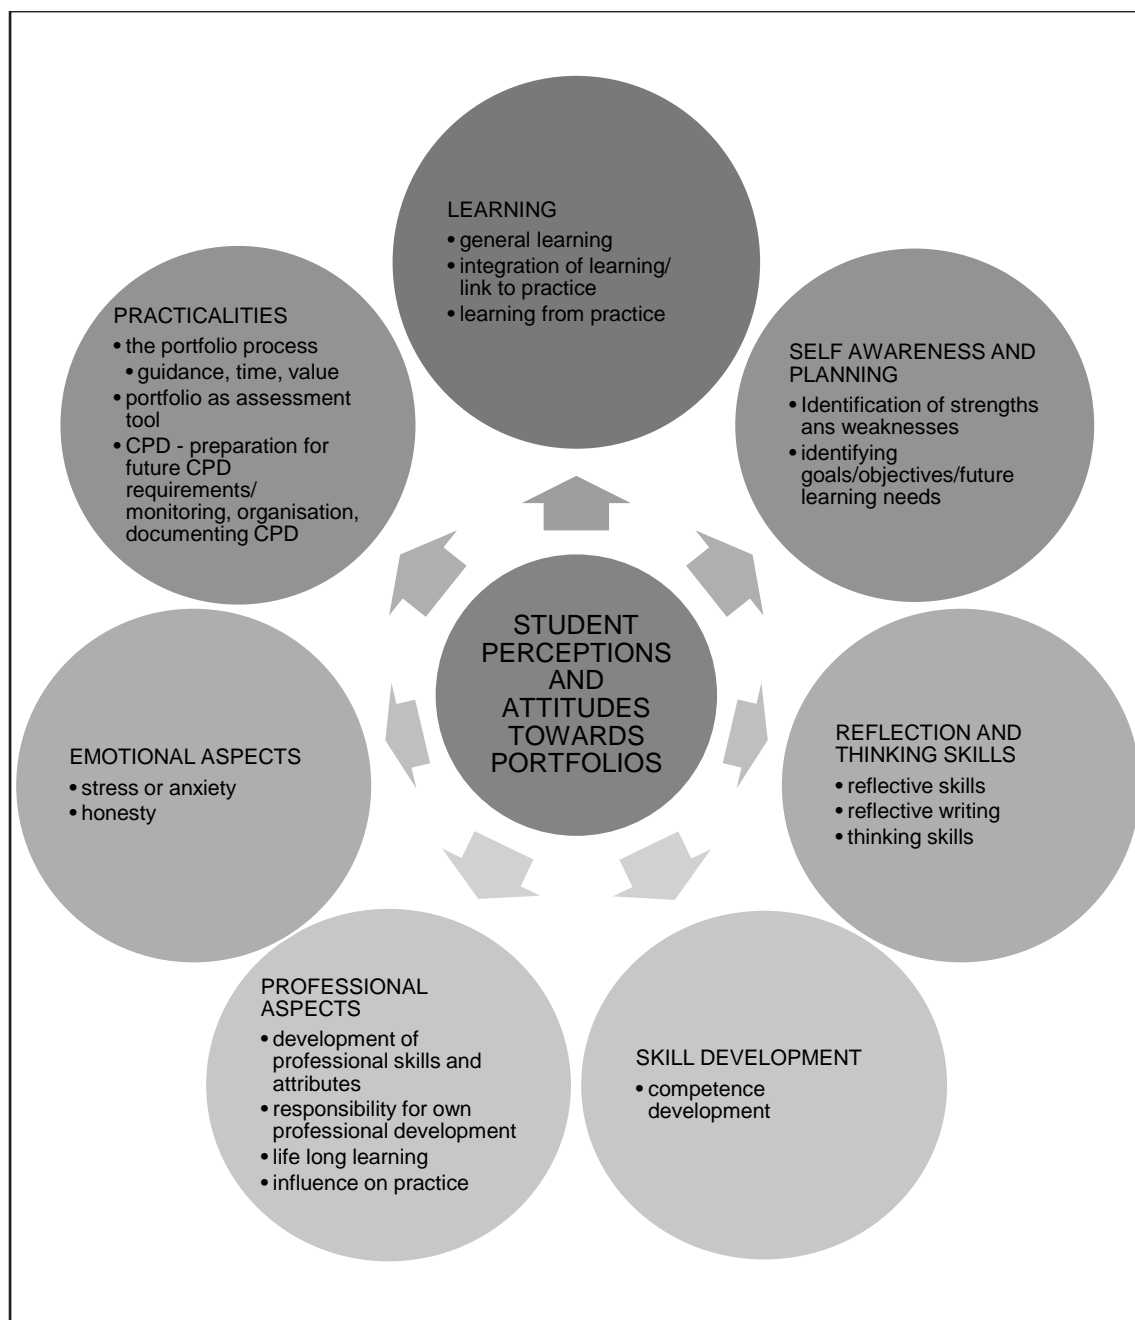 LEARNING
• general learning
• integration of learning/
link to practice
• learning from practice
PRACTICALITIES
• the portfolio process
• guidance, time, value
• portfolio as assessment
tool
• CPD - preparation for
future CPD
requirements/
monitoring, organisation,
documenting CPD
SELF AWARENESS AND
PLANNING
• Identification of strengths
ans weaknesses
• identifying
goals/objectives/future
learning needs
STUDENT
PERCEPTIONS
AND
ATTITUDES
TOWARDS
PORTFOLIOS
EMOTIONAL ASPECTS
• stress or anxiety
• honesty
REFLECTION AND
THINKING SKILLS
• reflective skills
• reflective writing
• thinking skills
PROFESSIONAL
ASPECTS
• development of
professional skills and
attributes
• responsibility for own
professional development
• life long learning
• influence on practice
SKILL DEVELOPMENT
• competence
development